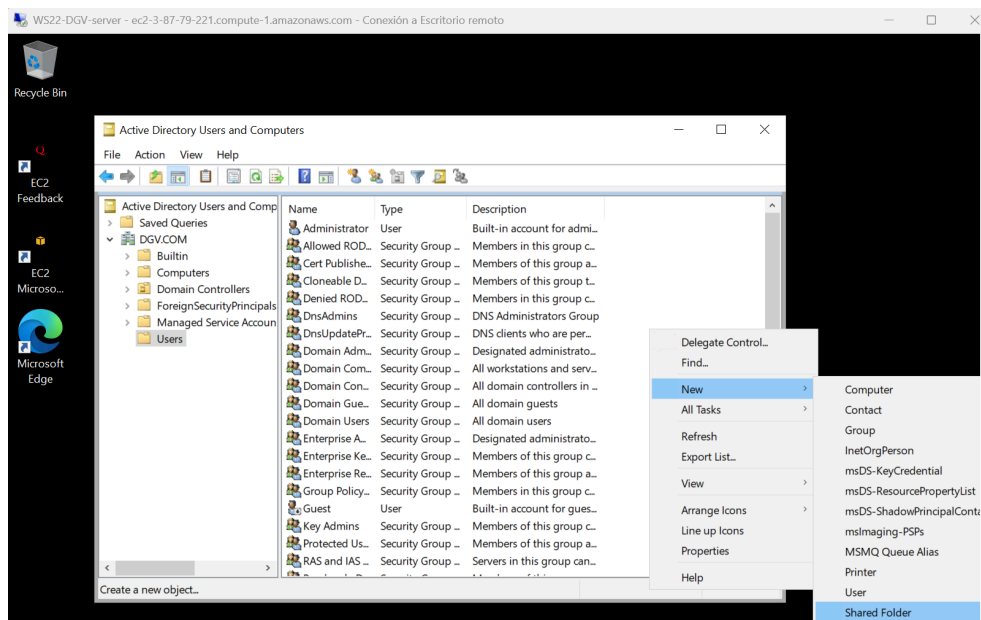 WS22-DGV-server - ec2-3-87-79-221.compute-1.amazonaws.com - Conexión a Escritorio remoto
Recycle Bin
EC2
Feedback
EC2
Microso...
Microsoft
Edge
Active Directory Users and Computers
File Action View Help
Active Directory Users and Comp
Saved Queries
DGV.COM
Builtin
Computers
Domain Controllers
ForeignSecurityPrincipals
Managed Service Accoun
Users
Name Type Description
Administrator User Built-in account for admi...
Allowed ROD... Security Group ... Members in this group c...
Cert Publishe... Security Group ... Members of this group a...
Cloneable D... Security Group ... Members of this group t...
Denied ROD... Security Group ... Members in this group c...
DnsAdmins Security Group ... DNS Administrators Group
DnsUpdatePr... Security Group ... DNS clients who are per...
Domain Adm... Security Group ... Designated administrato...
Domain Com... Security Group ... All workstations and serv...
Domain Con... Security Group ... All domain controllers in ...
Domain Gue... Security Group ... All domain guests
Domain Users Security Group ... All domain users
Enterprise A... Security Group ... Designated administrato...
Enterprise Ke... Security Group ... Members of this group c...
Enterprise Re... Security Group ... Members of this group a...
Group Policy... Security Group ... Members in this group c...
Guest User Built-in account for gues...
Key Admins Security Group ... Members of this group c...
Protected Us... Security Group ... Members of this group a...
RAS and IAS ... Security Group ... Servers in this group can...
Create a new object...
Delegate Control...
Find...
New
All Tasks
Refresh
Export List...
View
Arrange Icons
Line up Icons
Properties
Help
Computer
Contact
Group
InetOrgPerson
msDS-KeyCredential
msDS-ResourcePropertyList
msDS-ShadowPrincipalConta
msImaging-PSPs
MSMQ Queue Alias
Printer
User
Shared Folder